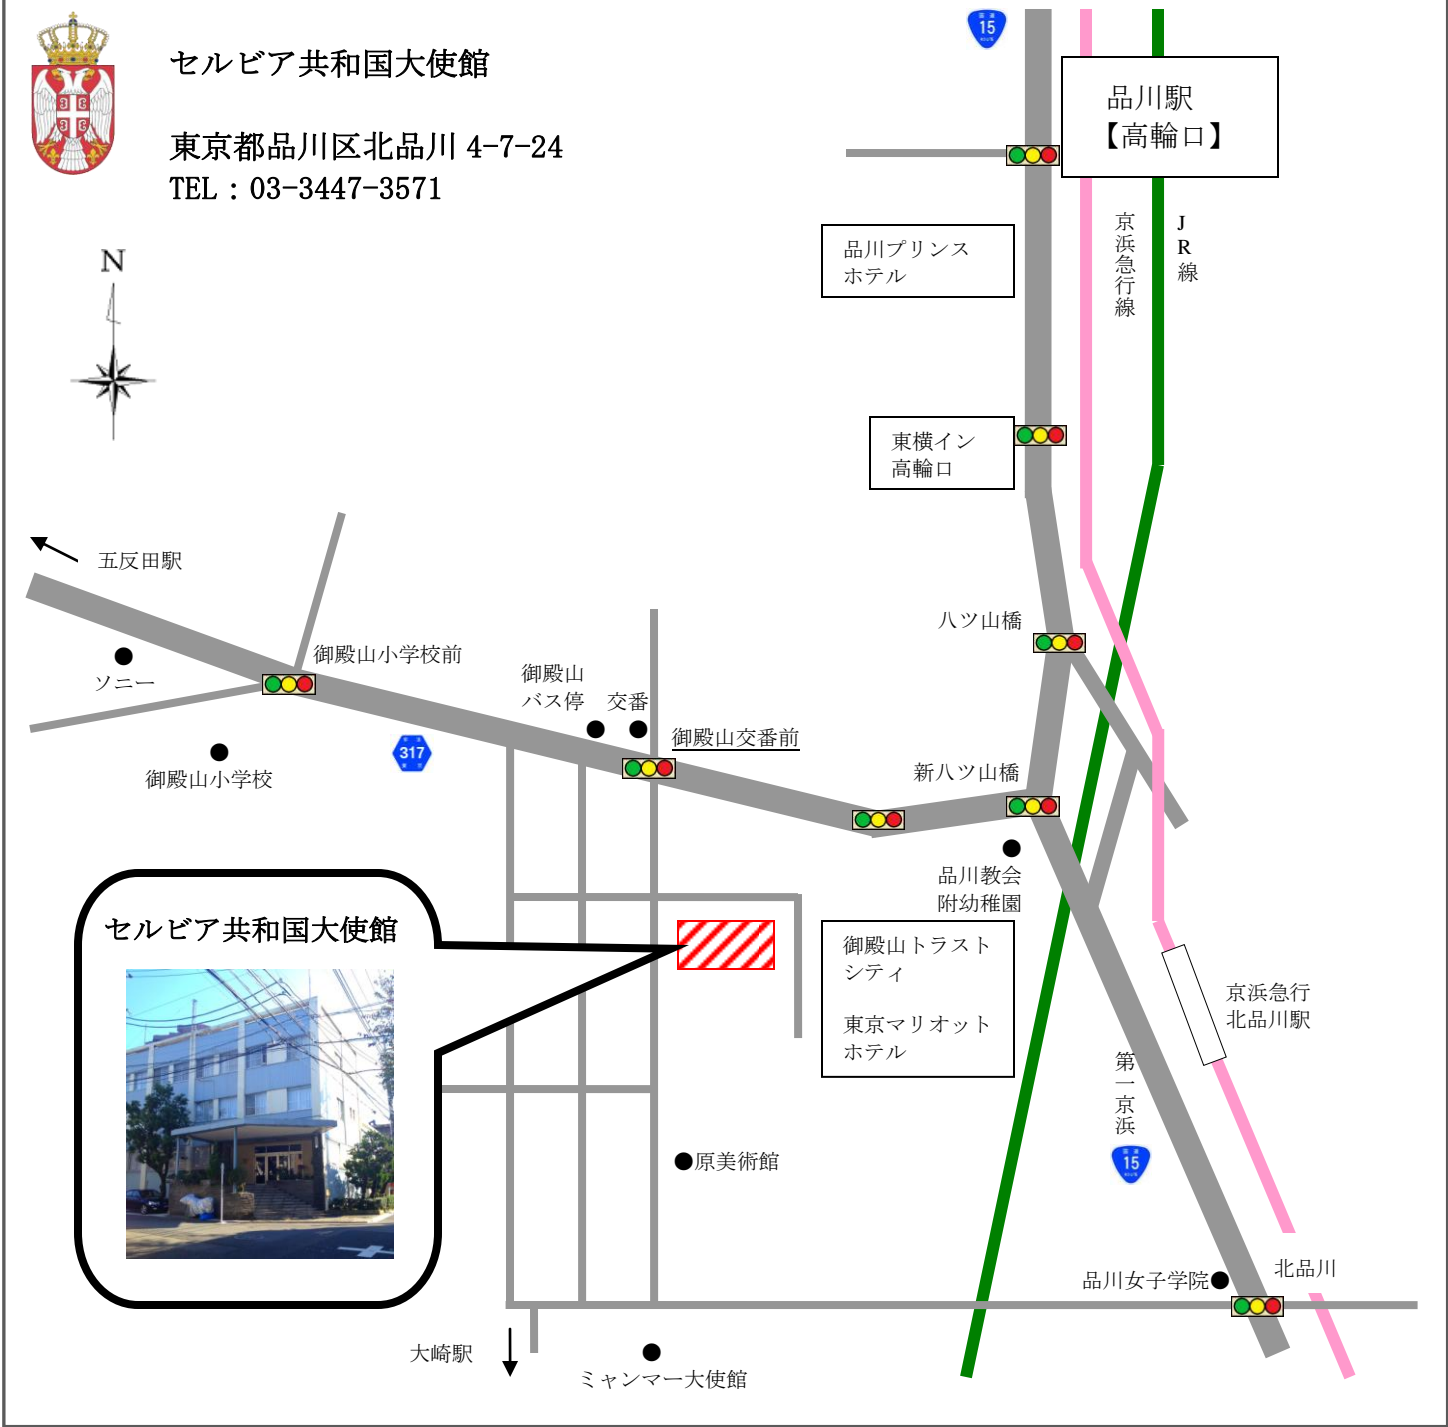 セルビア共和国大使館
東京都品川区北品川 4-7-24
TEL：03-3447-3571
N
15
品川駅
【高輪口】
京浜急行線
JR線
品川プリンス
ホテル
東横イン
高輪口
五反田駅
八ツ山橋
御殿山小学校前
ソニー
御殿山
バス停
交番
御殿山交番前
317
御殿山小学校
新八ツ山橋
品川教会
附幼稚園
セルビア共和国大使館
御殿山トラスト
シティ
東京マリオット
ホテル
京浜急行
北品川駅
第一京浜
15
原美術館
品川女子学院
北品川
大崎駅
ミャンマー大使館